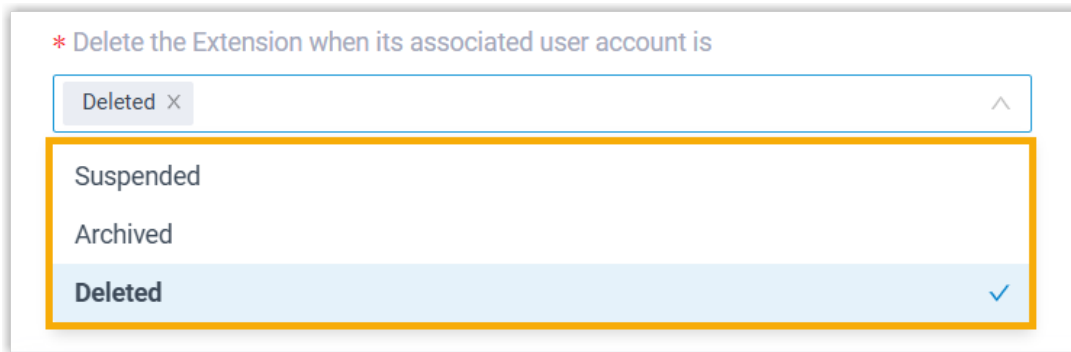 * Delete the Extension when its associated user account is
Deleted ×
Suspended
Archived
Deleted